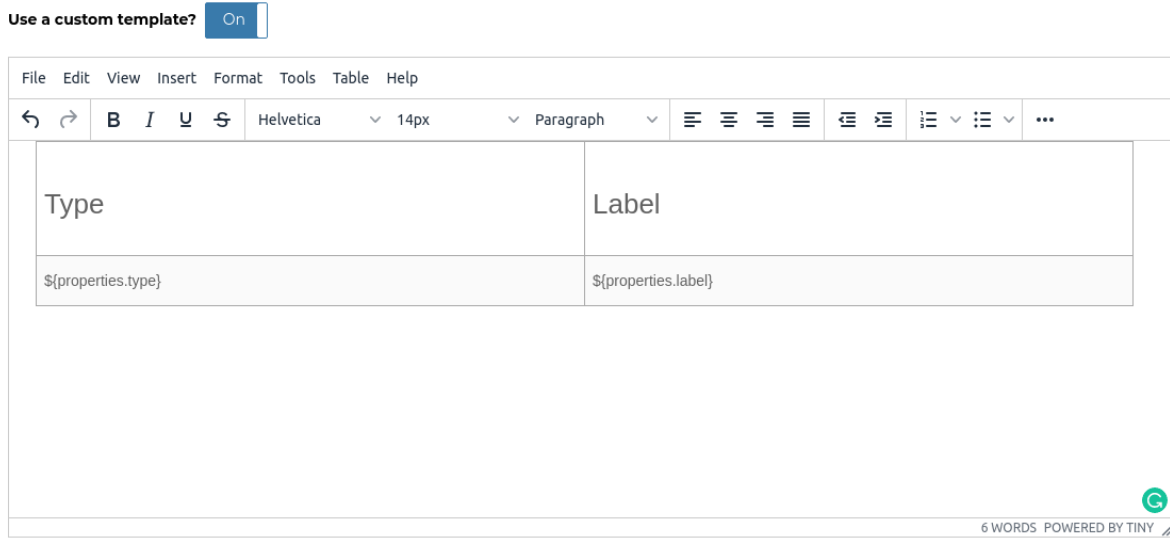 Use a custom template? On
File Edit View Insert Format Tools Table Help
B I U S Helvetica 14px Paragraph
Type Label
${properties.type} ${properties.label}
6 WORDS POWERED BY TINY